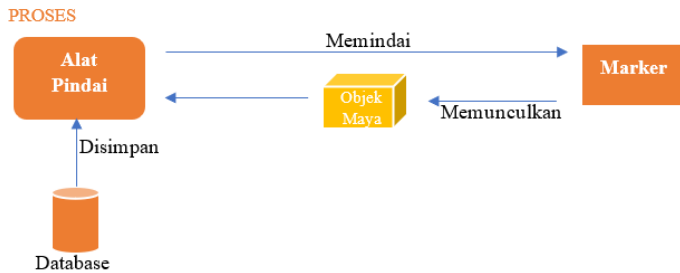 PROSES
Alat
Pindai
Memindai
Marker
Objek
Maya
Memunculkan
Disimpan
Database